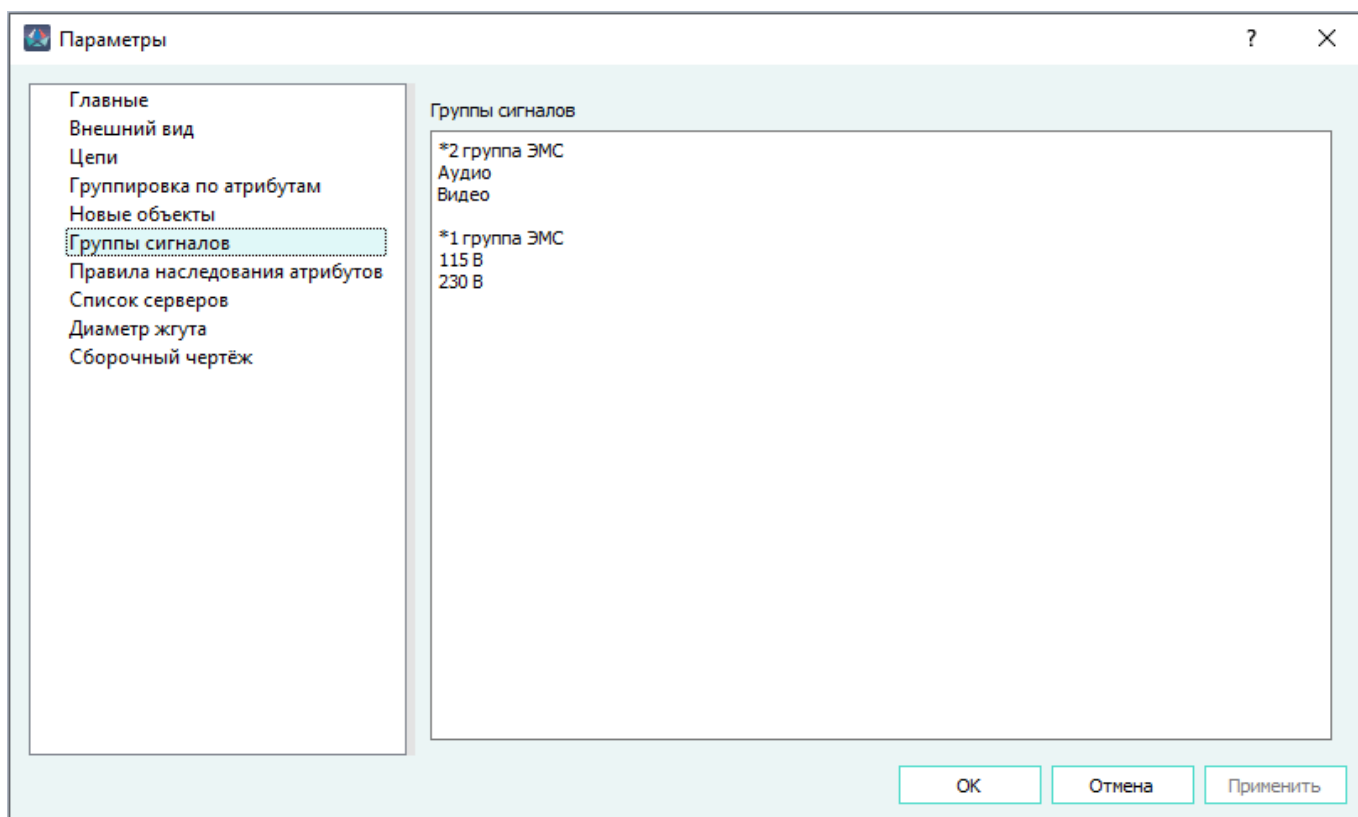 Параметры
?
Главные
Внешний вид
Цепи
Группировка по атрибутам
Новые объекты
Группы сигналов
Правила наследования атрибутов
Список серверов
Диаметр жгута
Сборочный чертёж
Группы сигналов
*2 группа ЭМС
Аудио
Видео
*1 группа ЭМС
115 В
230 В
ОК
Отмена
Применить